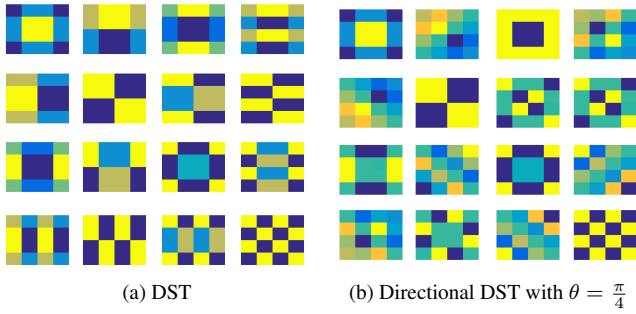 (a) DST
(b) Directional DST with θ = π/4